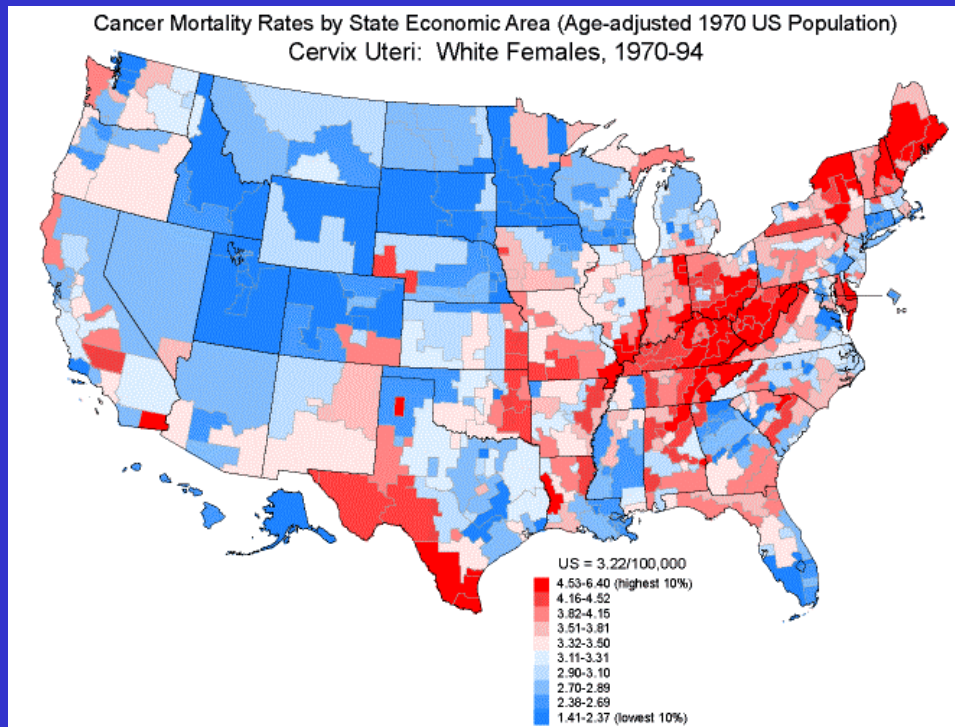 Cancer Mortality Rates by State Economic Area (Age-adjusted 1970 US Population)
Cervix Uteri: White Females, 1970-94
US = 3.22/100,000
4.53-6.40 (highest 10%)
4.16-4.52
3.82-4.15
3.51-3.81
3.32-3.50
3.11-3.31
2.90-3.10
2.70-2.89
2.38-2.69
1.41-2.37 (lowest 10%)